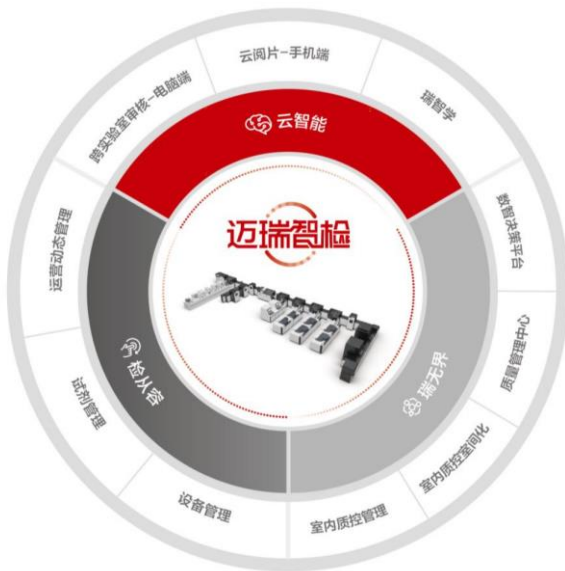 云阅片-手机端
跨实验室审核-电脑端
瑞智学
云智能
运营动态管理
数智决策平台
迈瑞智检
质量管理中心
检从容
瑞无界
试剂管理
室内质控室间化
设备管理
室内质控管理